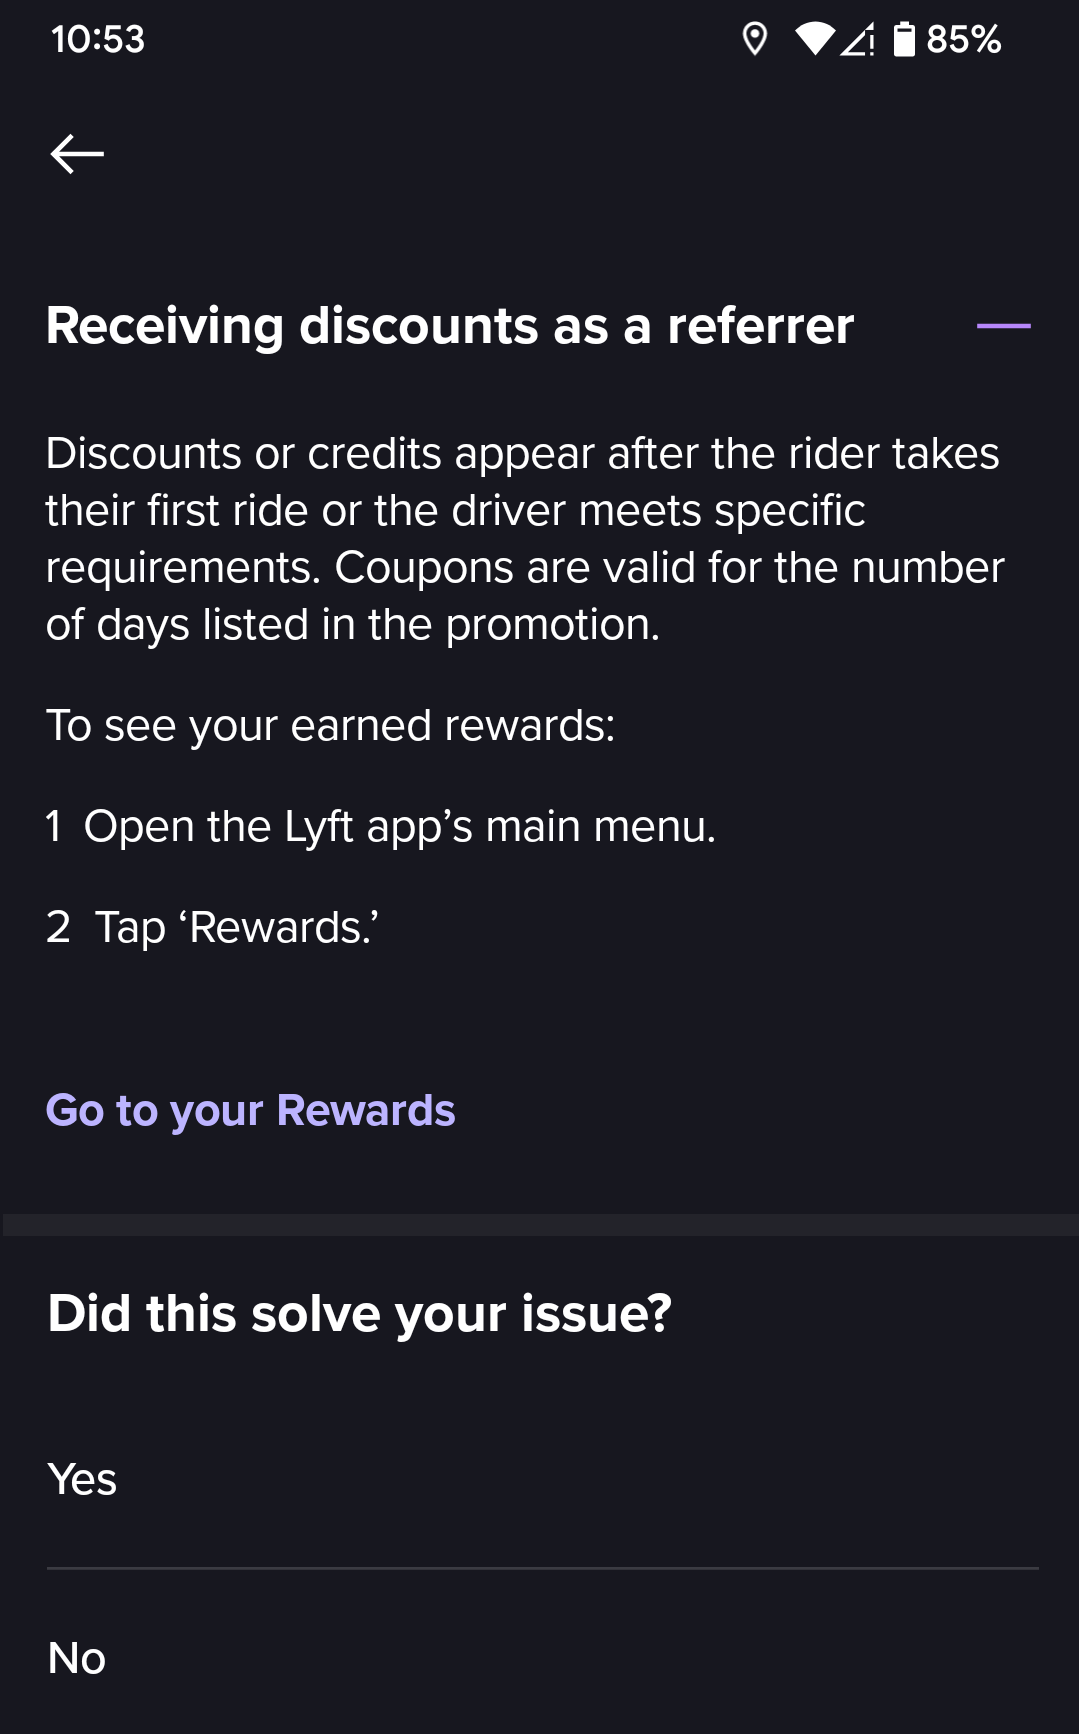 10:53
85%
Receiving discounts as a referrer
Discounts or credits appear after the rider takes
their first ride or the driver meets specific
requirements. Coupons are valid for the number
of days listed in the promotion.
To see your earned rewards:
1 Open the Lyft app’s main menu.
2 Tap ‘Rewards.’
Go to your Rewards
Did this solve your issue?
Yes
No